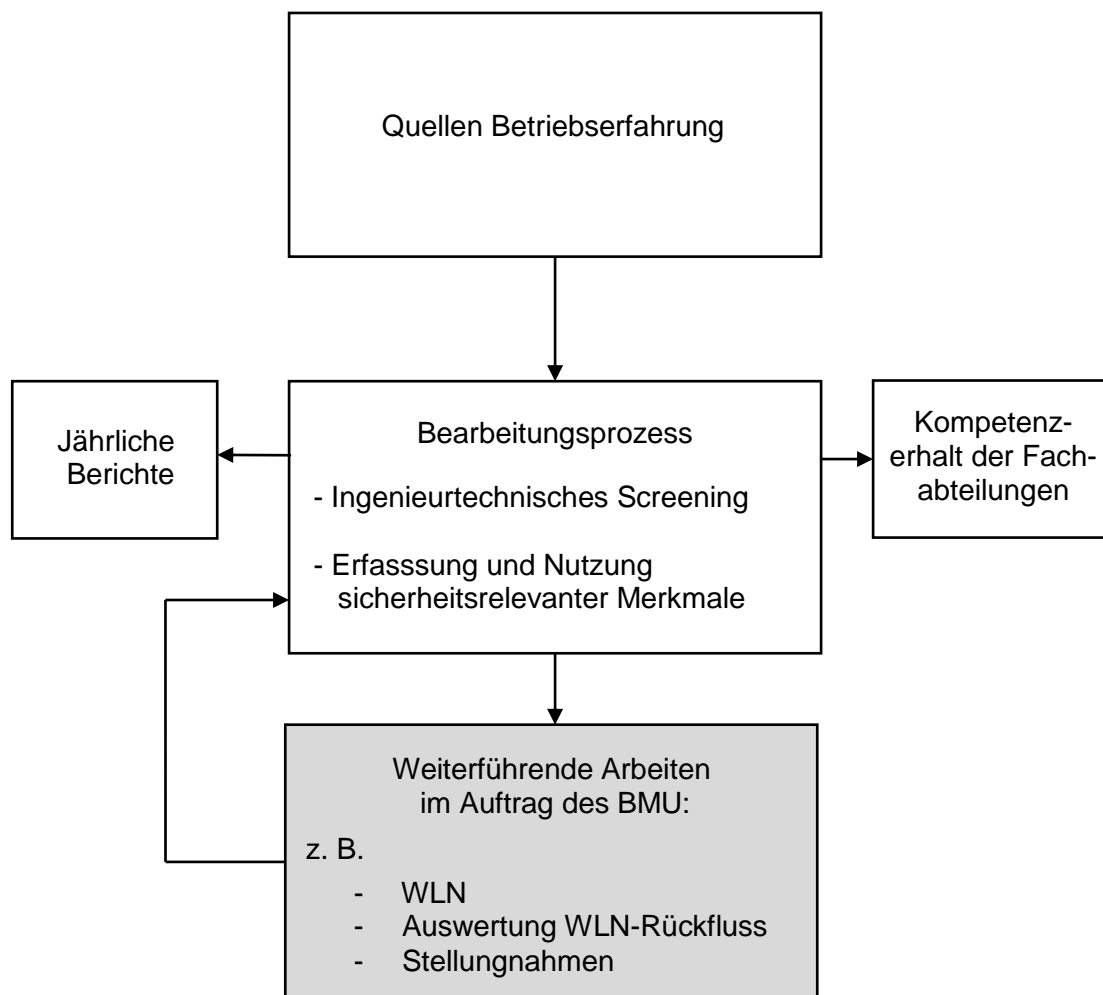 Quellen Betriebserfahrung
Jährliche
Berichte
Bearbeitungsprozess
- Ingenieurtechnisches Screening
- Erfasssung und Nutzung
sicherheitsrelevanter Merkmale
Kompetenz-
erhalt der Fach-
abteilungen
Weiterführende Arbeiten
im Auftrag des BMU:
z. B.
- WLN
- Auswertung WLN-Rückfluss
- Stellungnahmen